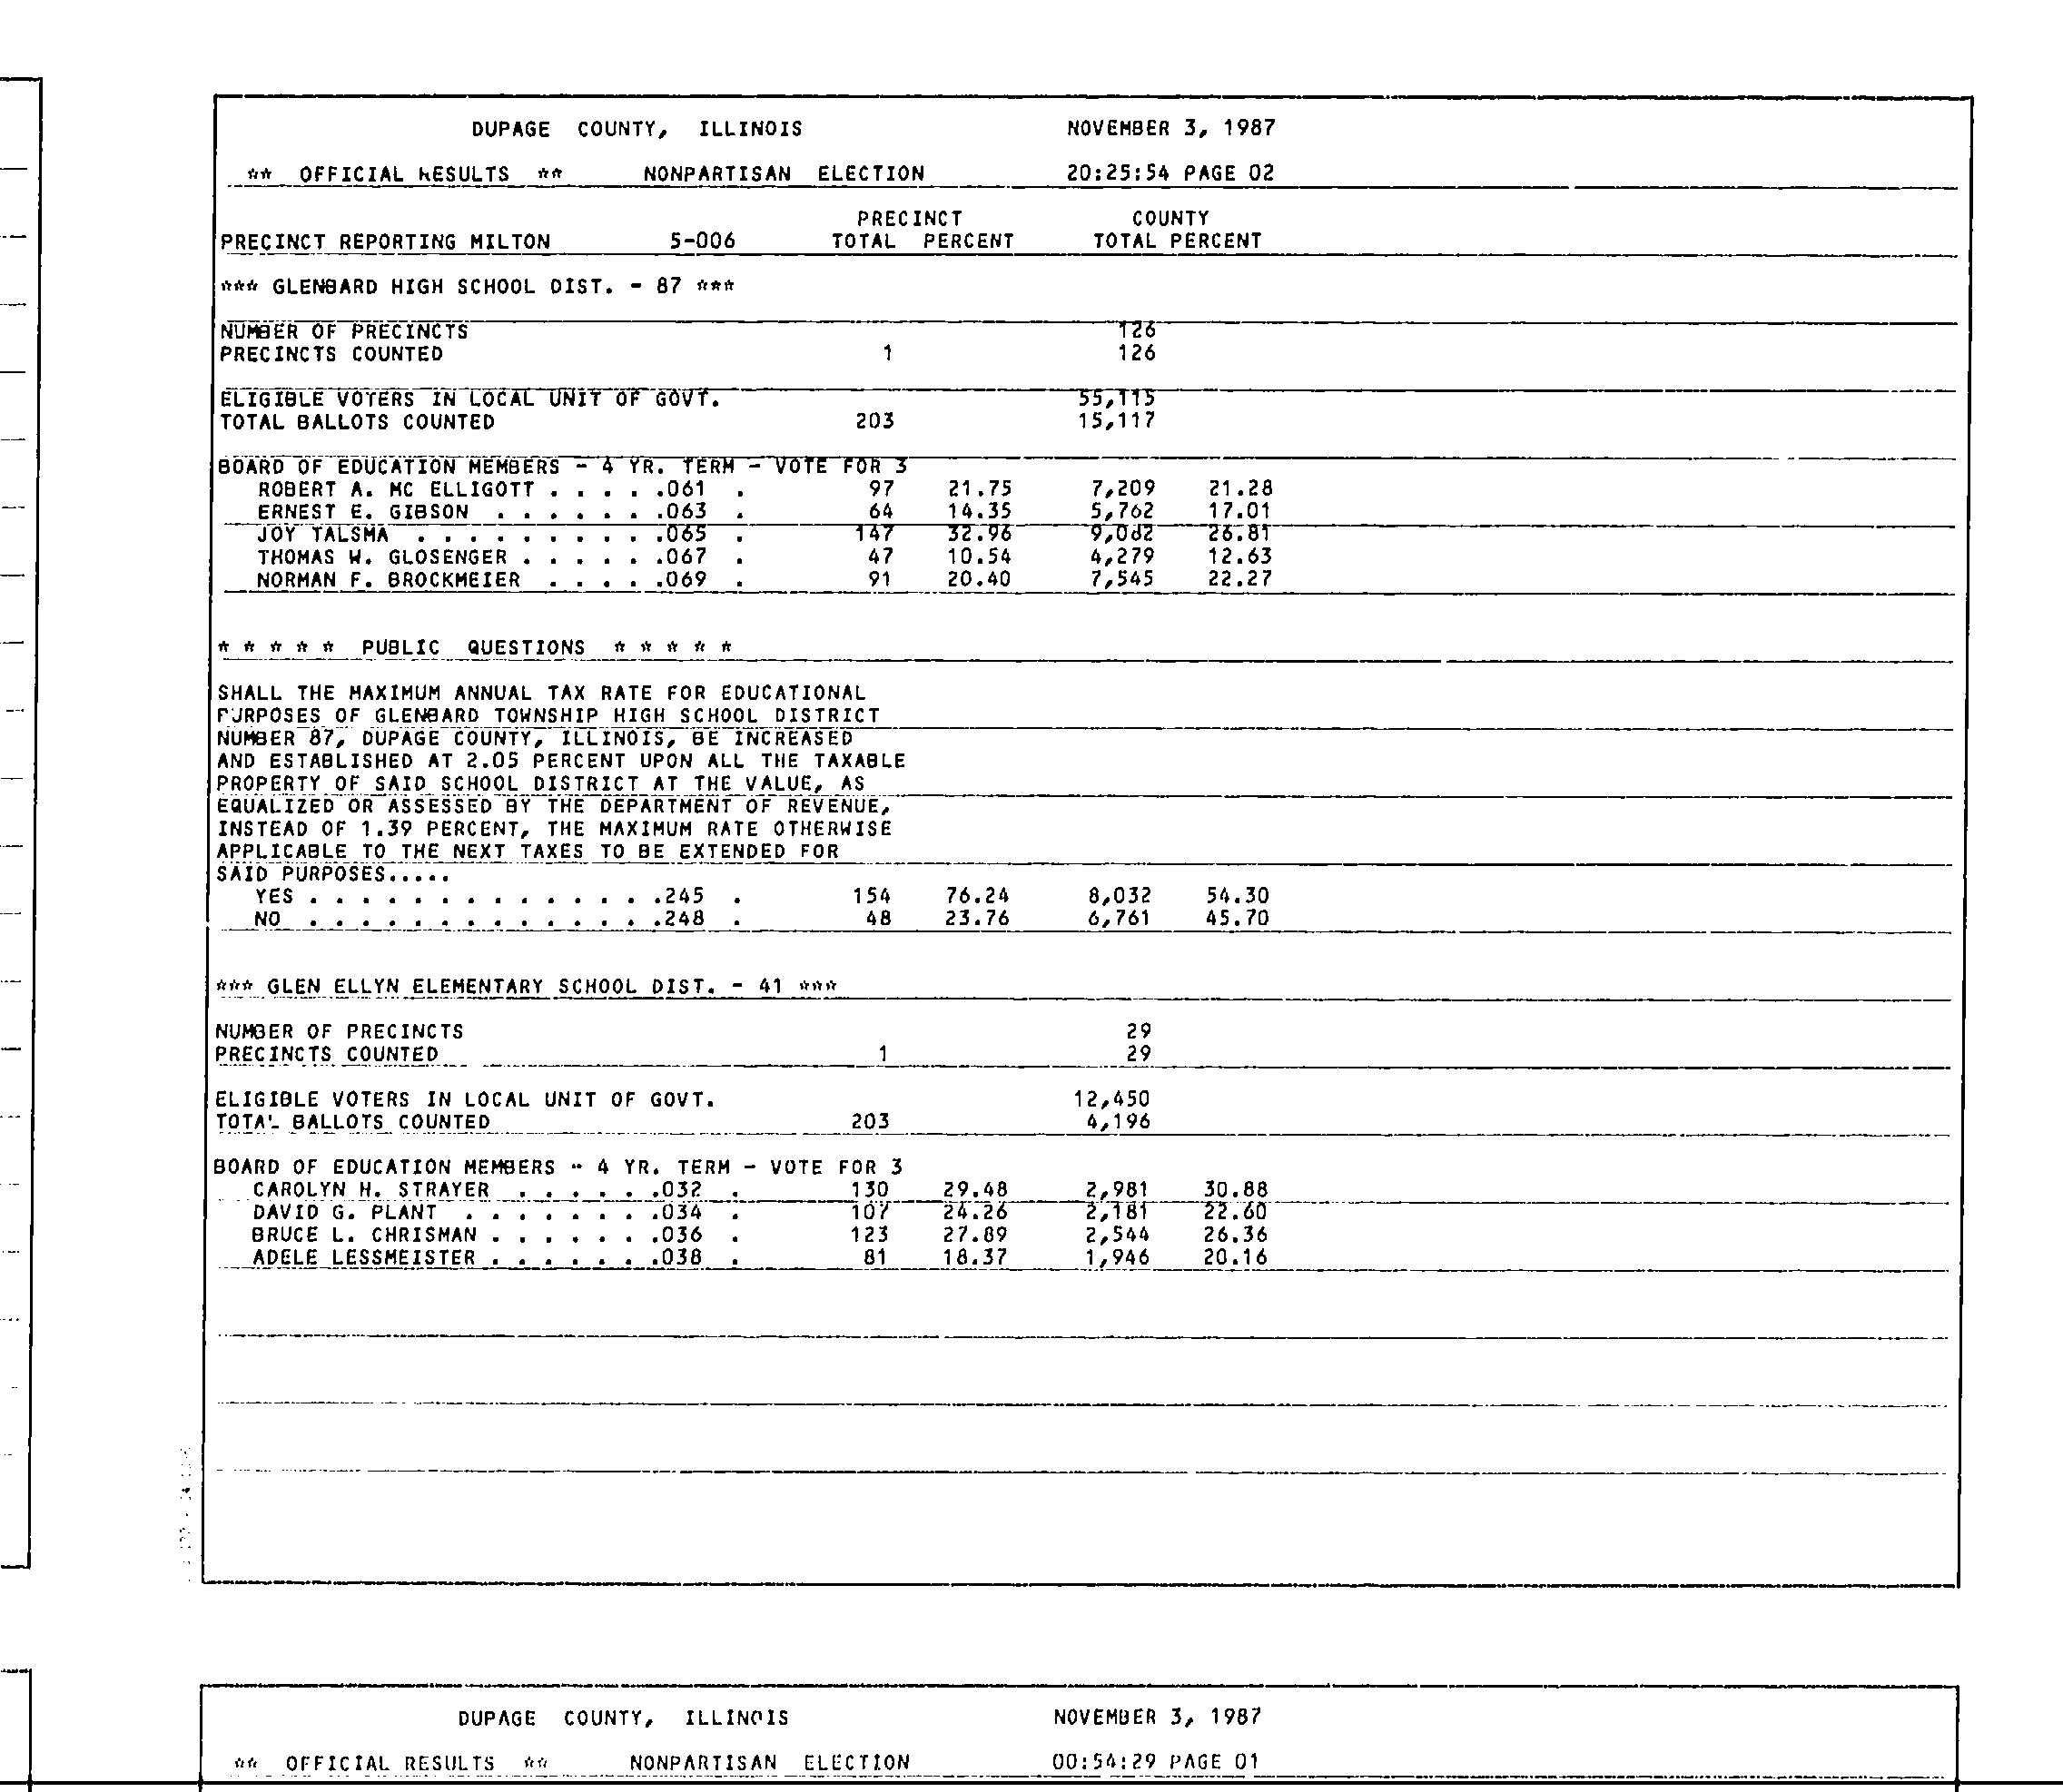 DUPAGE COUNTY, ILLINOIS NOVEMBER 3, 1987
** OFFICIAL RESULTS ** NONPARTISAN ELECTION 20:25:54 PAGE 02
PRECINCT COUNTY
PRECINCT REPORTING MILTON 5-006 TOTAL PERCENT TOTAL PERCENT
*** GLENBARD HIGH SCHOOL DIST. - 87 ***
NUMBER OF PRECINCTS 126
PRECINCTS COUNTED 1 126
ELIGIBLE VOTERS IN LOCAL UNIT OF GOVT. 55,115
TOTAL BALLOTS COUNTED 203 15,117
BOARD OF EDUCATION MEMBERS - 4 YR. TERM - VOTE FOR 3
ROBERT A. MC ELLIGOTT . . . . .061 . 97 21.75 7,209 21.28
ERNEST E. GIBSON . . . . . . .063 . 64 14.35 5,762 17.01
JOY TALSMA . . . . . . . . . .065 . 147 32.96 9,082 26.81
THOMAS W. GLOSENGER . . . . . .067 . 47 10.54 4,279 12.63
NORMAN F. BROCKMEIER . . . . .069 . 91 20.40 7,545 22.27
* * * * * PUBLIC QUESTIONS * * * * *
SHALL THE MAXIMUM ANNUAL TAX RATE FOR EDUCATIONAL
PURPOSES OF GLENBARD TOWNSHIP HIGH SCHOOL DISTRICT
NUMBER 87, DUPAGE COUNTY, ILLINOIS, BE INCREASED
AND ESTABLISHED AT 2.05 PERCENT UPON ALL THE TAXABLE
PROPERTY OF SAID SCHOOL DISTRICT AT THE VALUE, AS
EQUALIZED OR ASSESSED BY THE DEPARTMENT OF REVENUE,
INSTEAD OF 1.39 PERCENT, THE MAXIMUM RATE OTHERWISE
APPLICABLE TO THE NEXT TAXES TO BE EXTENDED FOR
SAID PURPOSES.....
YES . . . . . . . . . . . . . .245 . 154 76.24 8,032 54.30
NO . . . . . . . . . . . . . .248 . 48 23.76 6,761 45.70
*** GLEN ELLYN ELEMENTARY SCHOOL DIST. - 41 ***
NUMBER OF PRECINCTS 29
PRECINCTS COUNTED 1 29
ELIGIBLE VOTERS IN LOCAL UNIT OF GOVT. 12,450
TOTAL BALLOTS COUNTED 203 4,196
BOARD OF EDUCATION MEMBERS - 4 YR. TERM - VOTE FOR 3
CAROLYN H. STRAYER . . . . . .032 . 130 29.48 2,981 30.88
DAVID G. PLANT . . . . . . . .034 . 107 24.26 2,181 22.60
BRUCE L. CHRISMAN . . . . . . .036 . 123 27.89 2,544 26.36
ADELE LESSMEISTER . . . . . . .038 . 81 18.37 1,946 20.16
DUPAGE COUNTY, ILLINOIS NOVEMBER 3, 1987
** OFFICIAL RESULTS ** NONPARTISAN ELECTION 00:54:29 PAGE 01